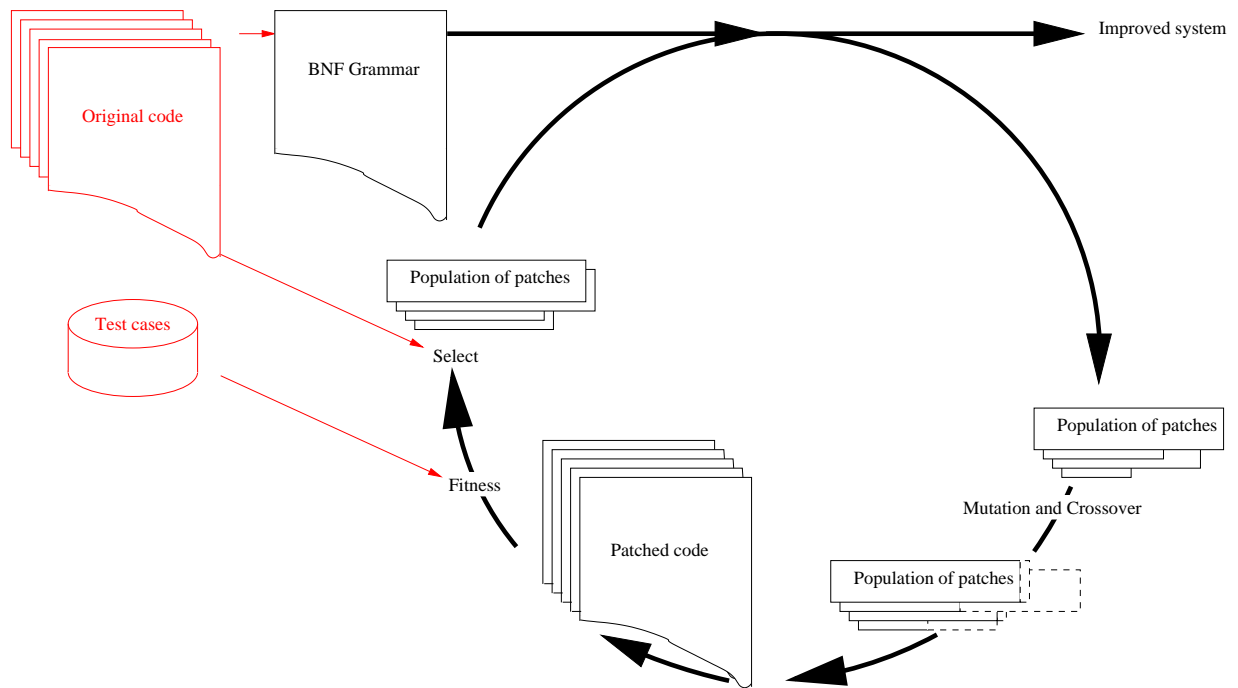 Improved system
BNF Grammar
Original code
Population of patches
Test cases
Select
Population of patches
Fitness
Mutation and Crossover
Patched code
Population of patches